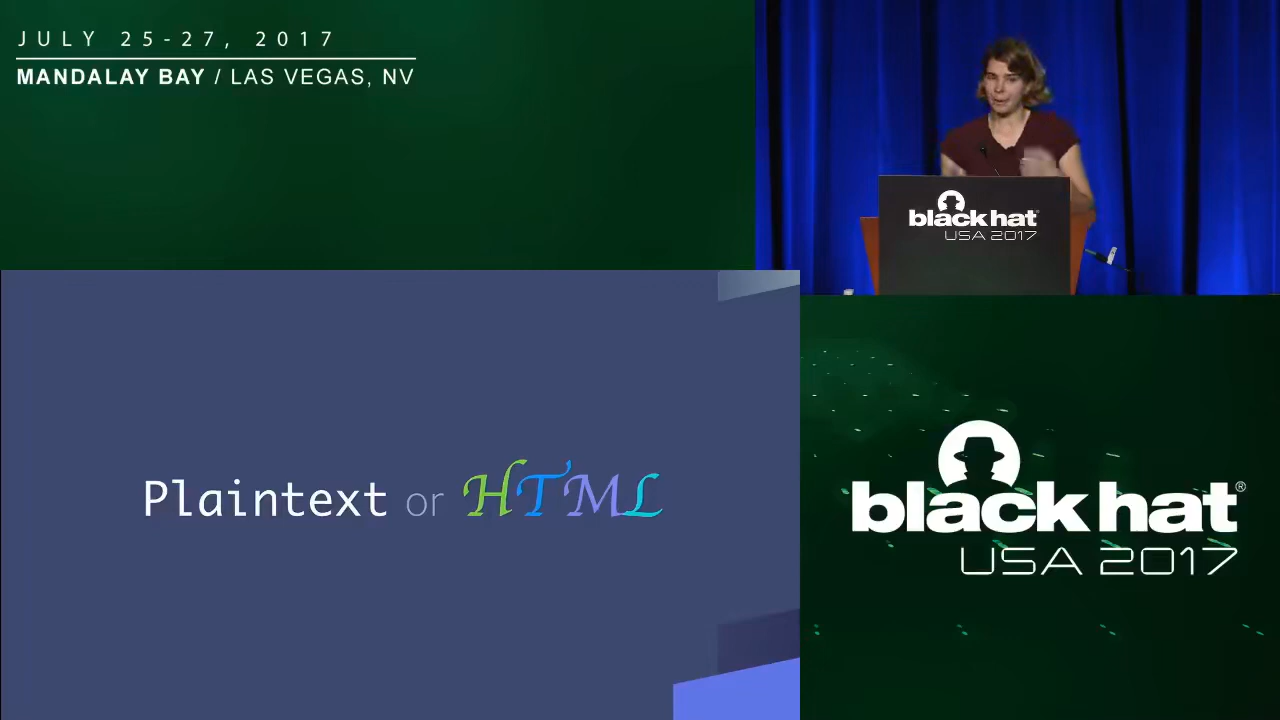 JULY 25-27, 2017
MANDALAY BAY / LAS VEGAS, NV
black hat
USA 2017
Plaintext or HTML
black hat®
USA 2017